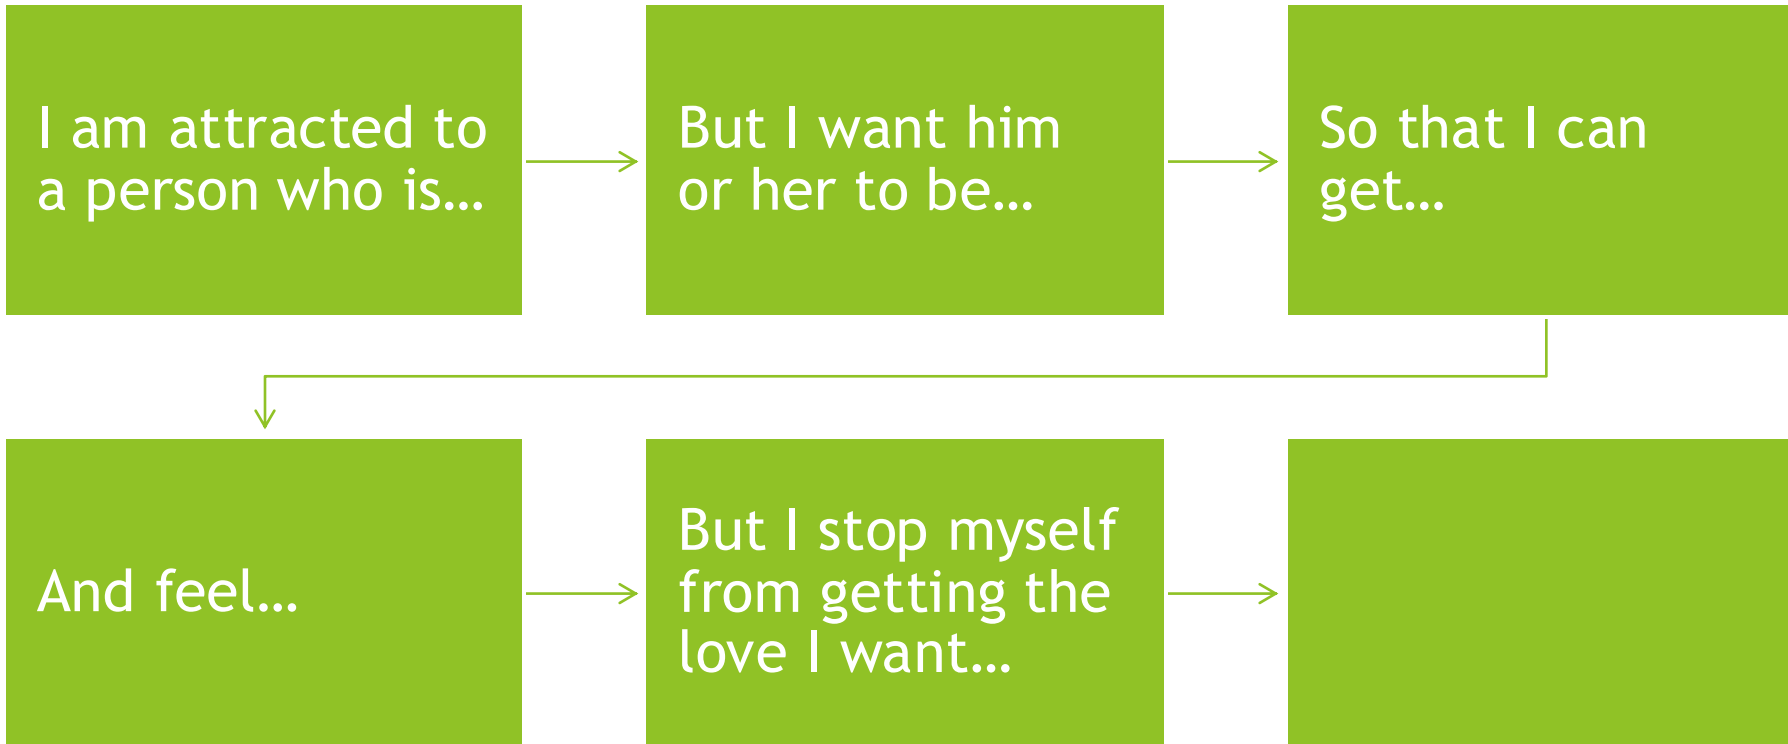 I am attracted to
a person who is…
But I want him
or her to be…
So that I can
get…
And feel…
But I stop myself
from getting the
love I want…